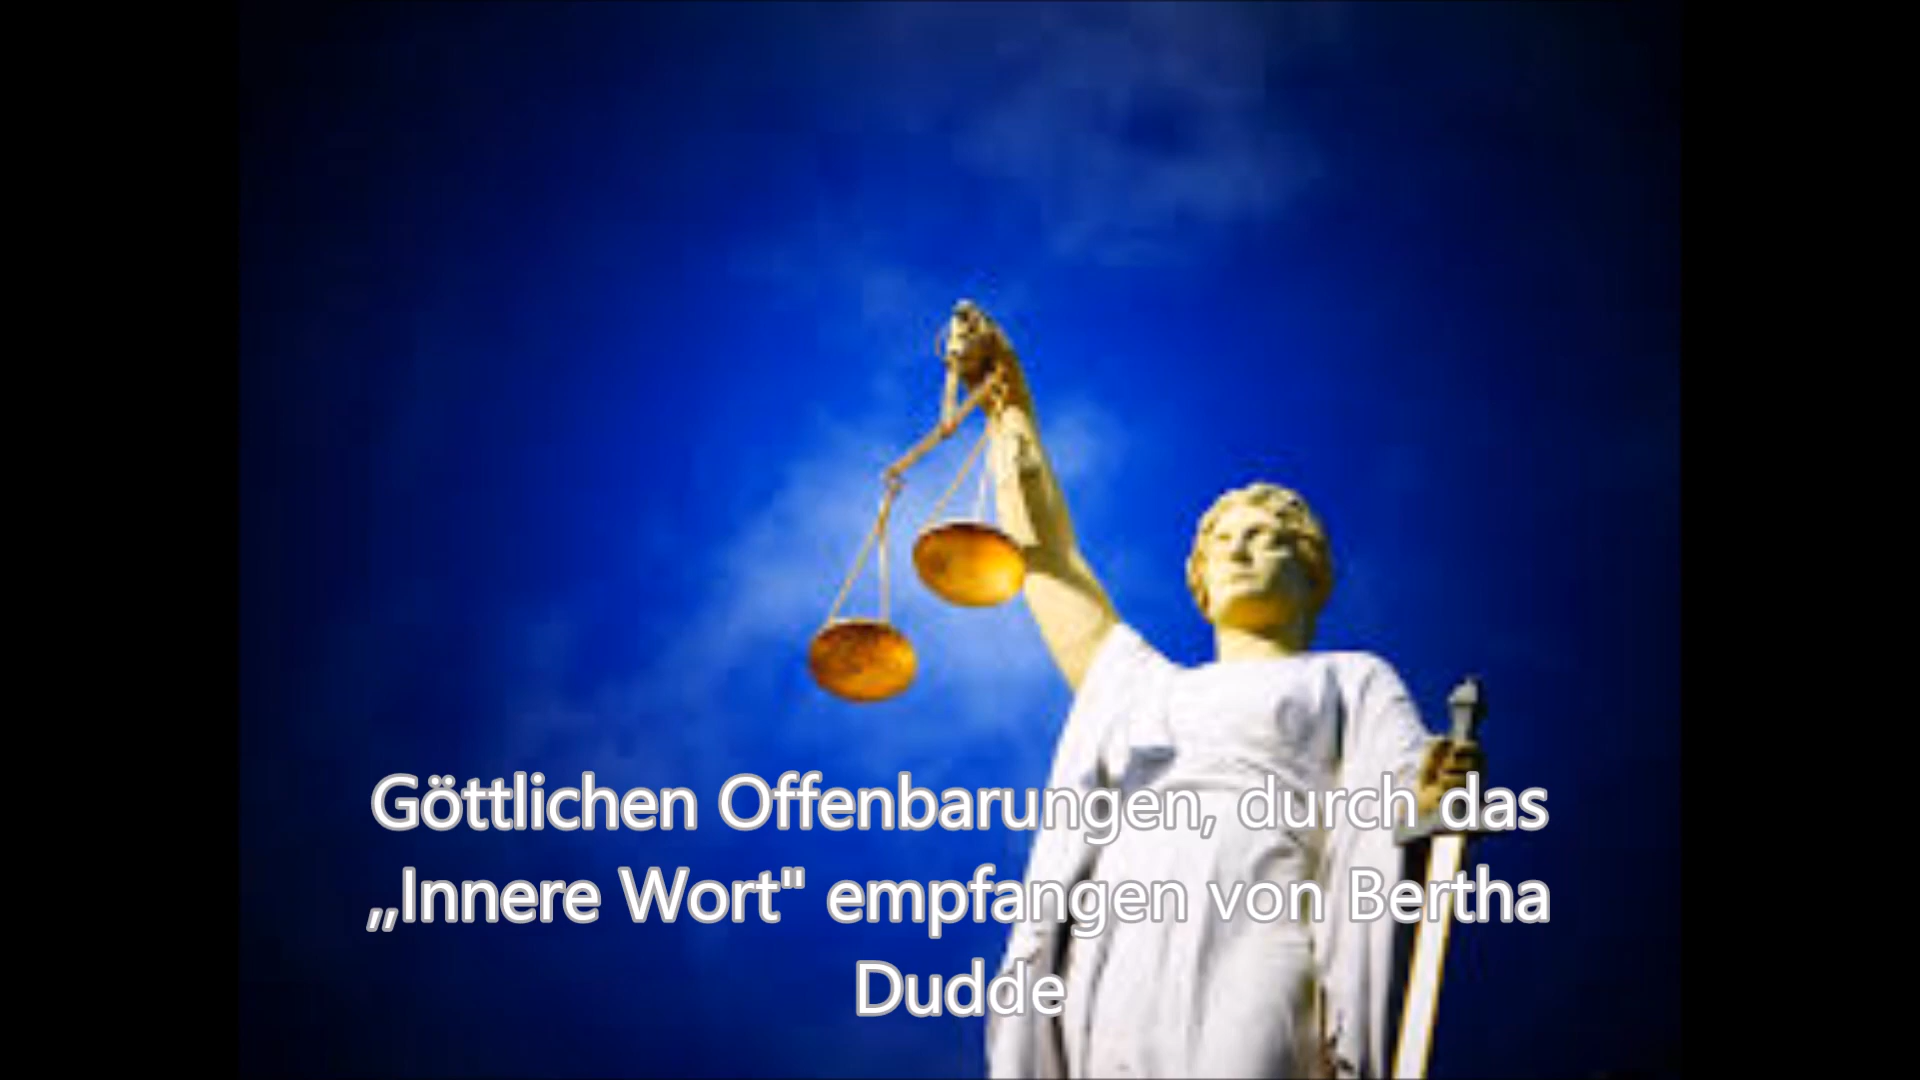 Göttlichen Offenbarungen, durch das
,,Innere Wort" empfangen von Bertha
Dudde